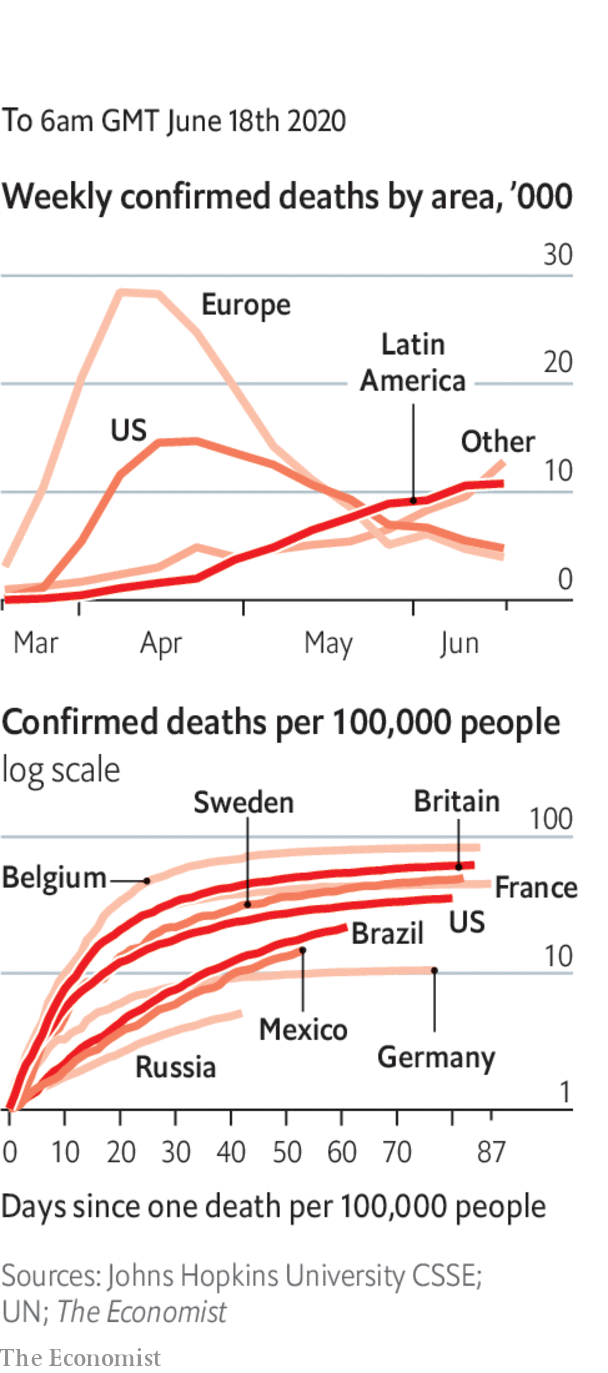 To 6am GMT June 18th 2020
Weekly confirmed deaths by area, ’000
30
Europe
Latin
America
20
US
Other
10
0
Mar Apr May Jun
Confirmed deaths per 100,000 people
log scale
Sweden Britain
100
Belgium
France
US
Brazil
10
Mexico
Germany
Russia
1
0 10 20 30 40 50 60 70 87
Days since one death per 100,000 people
Sources: Johns Hopkins University CSSE;
UN; The Economist
The Economist